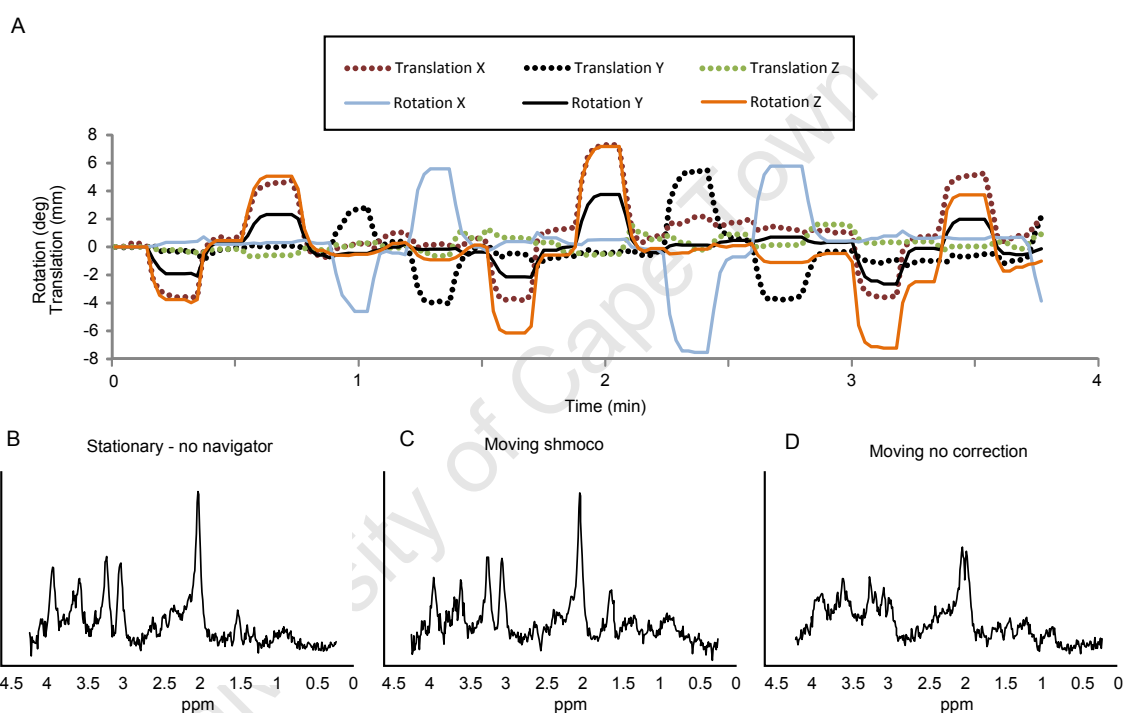 A
Translation X Translation Y Translation Z
Rotation X Rotation Y Rotation Z
Rotation (deg)
Translation (mm)
8
6
4
2
0
-2
-4
-6
-8
0 1 2 3 4
Time (min)
University of Cape Town
B Stationary - no navigator
C Moving shmoco
D Moving no correction
4.5 4 3.5 3 2.5 2 1.5 1 0.5 0
ppm
4.5 4 3.5 3 2.5 2 1.5 1 0.5 0
ppm
4.5 4 3.5 3 2.5 2 1.5 1 0.5 0
ppm